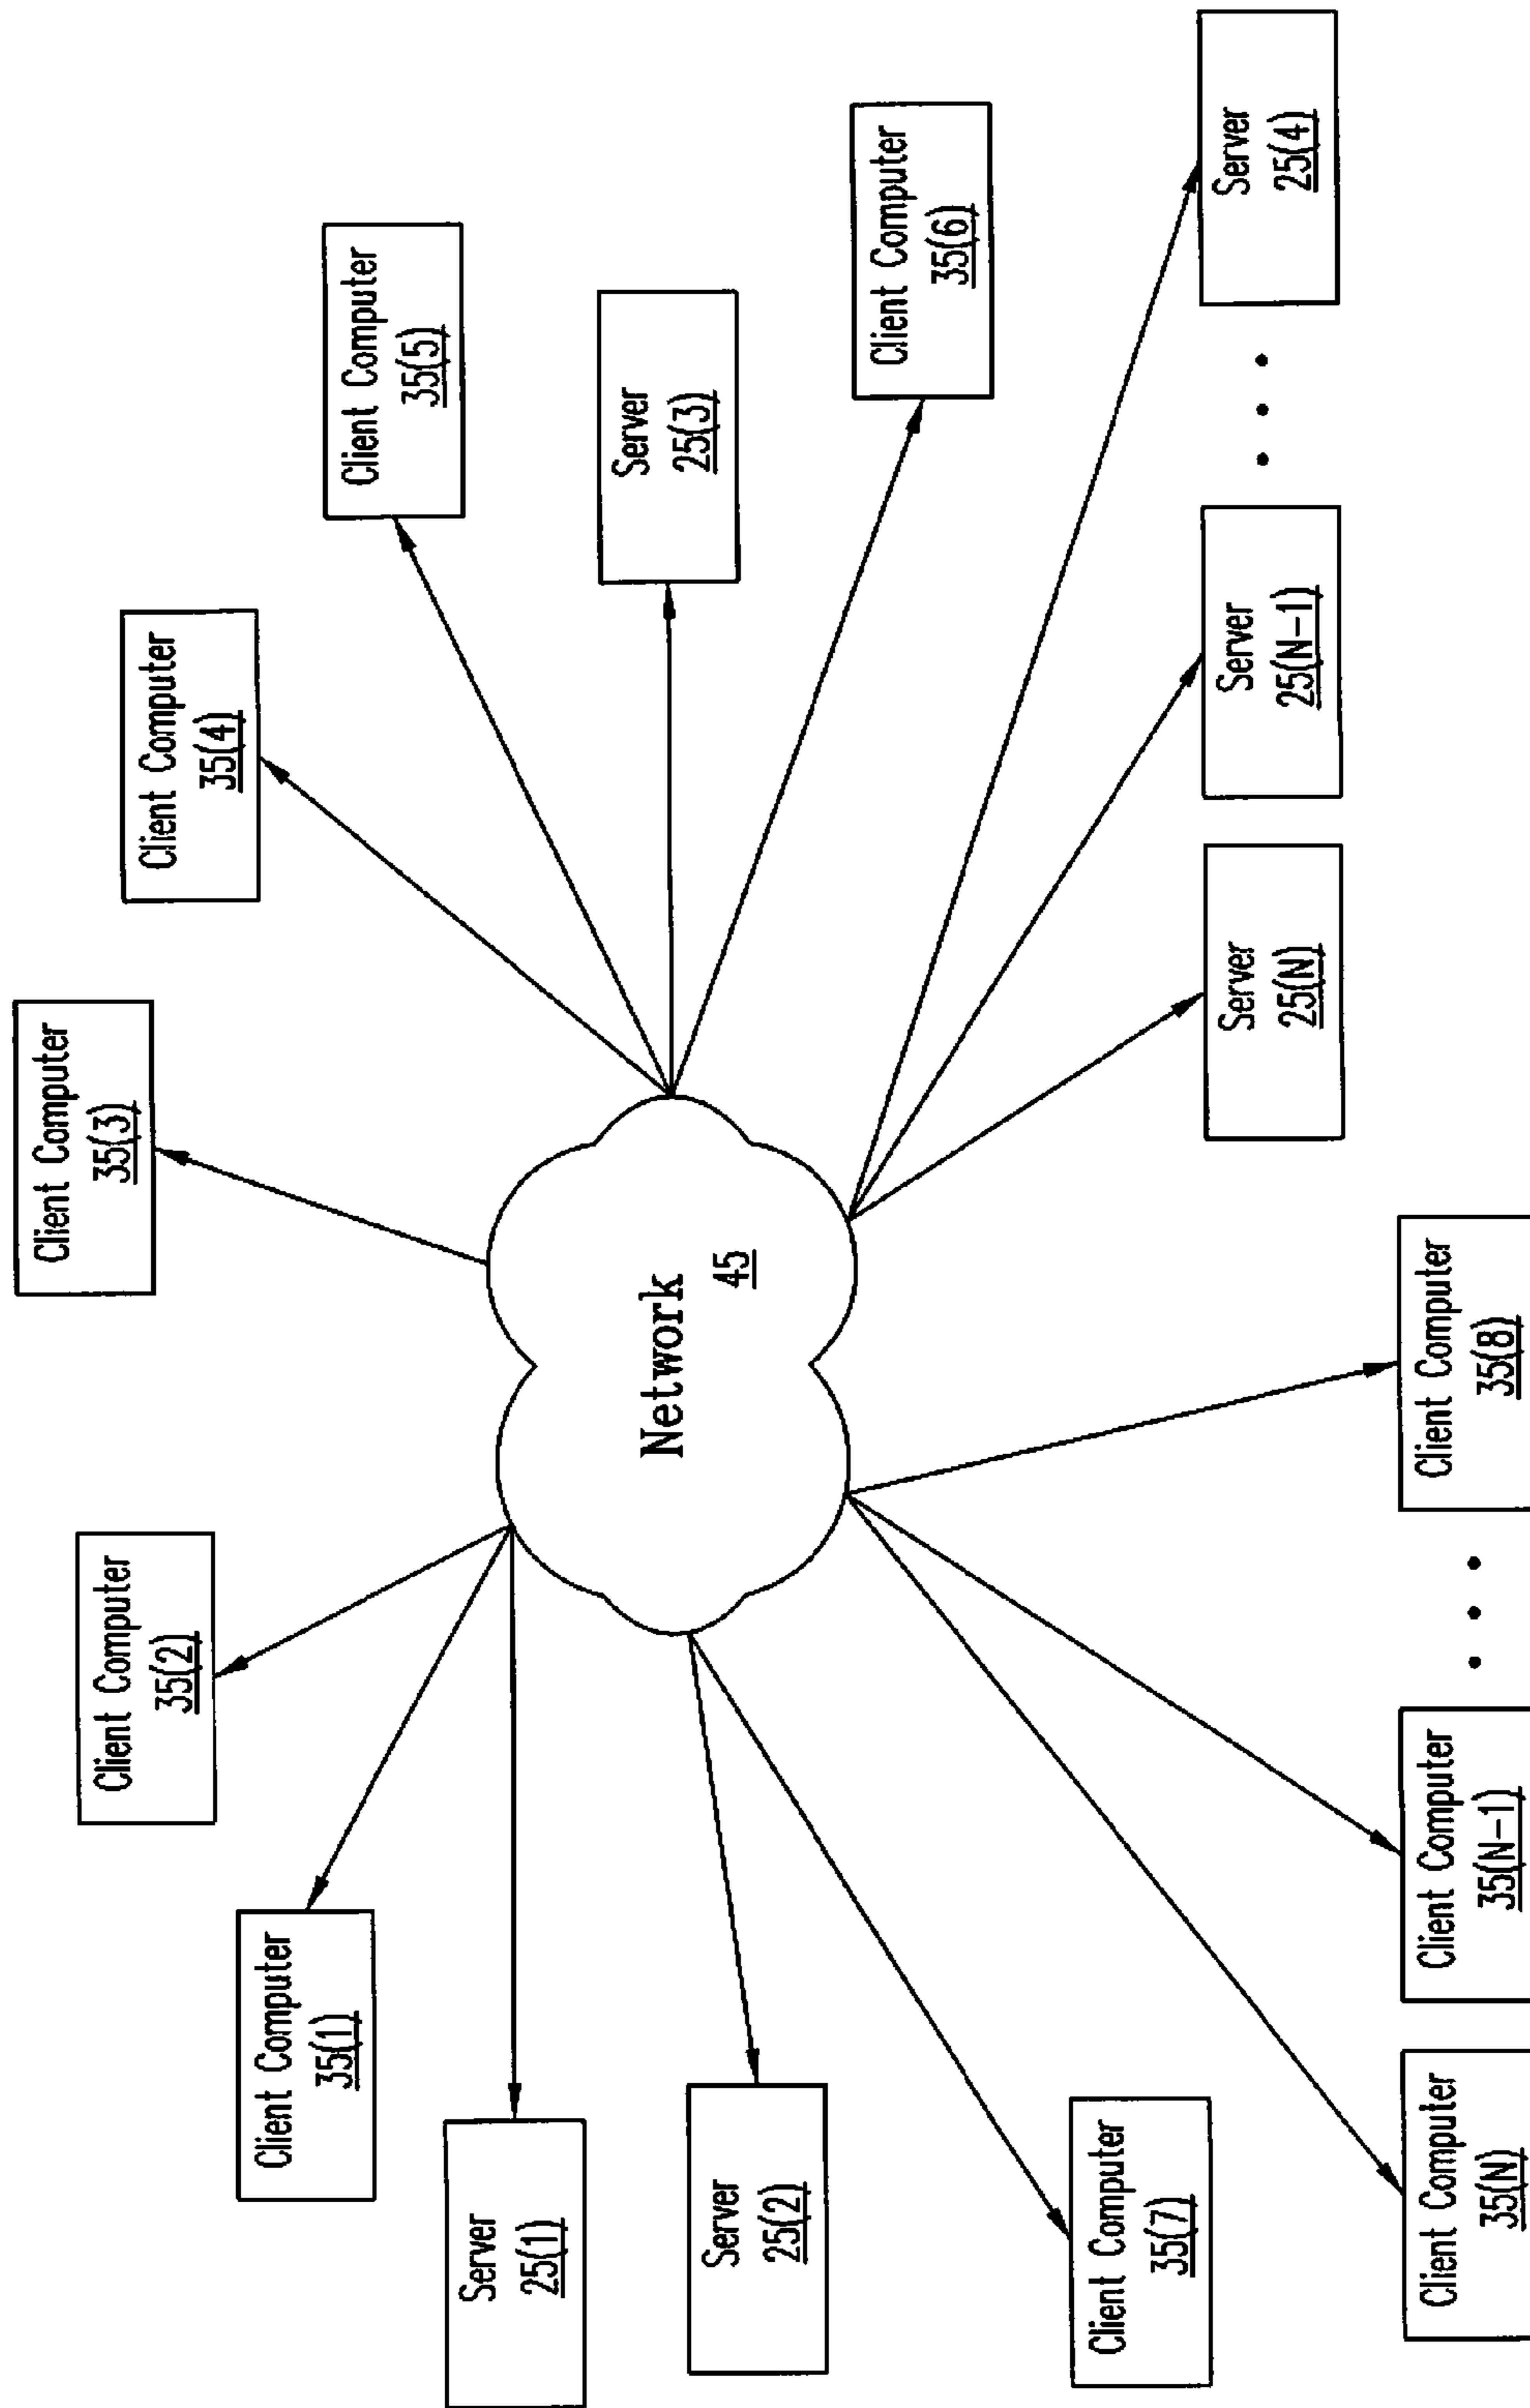 Client Computer
35(3)
Client Computer
35(2)
Client Computer
35(4)
Client Computer
35(1)
Client Computer
35(5)
Server
25(1)
Server
25(3)
Network
45
Server
25(2)
Client Computer
35(6)
Client Computer
35(7)
Server
25(N)
Server
25(N-1)
. . .
Server
25(4)
Client Computer
35(N)
Client Computer
35(N-1)
. . .
Client Computer
35(8)